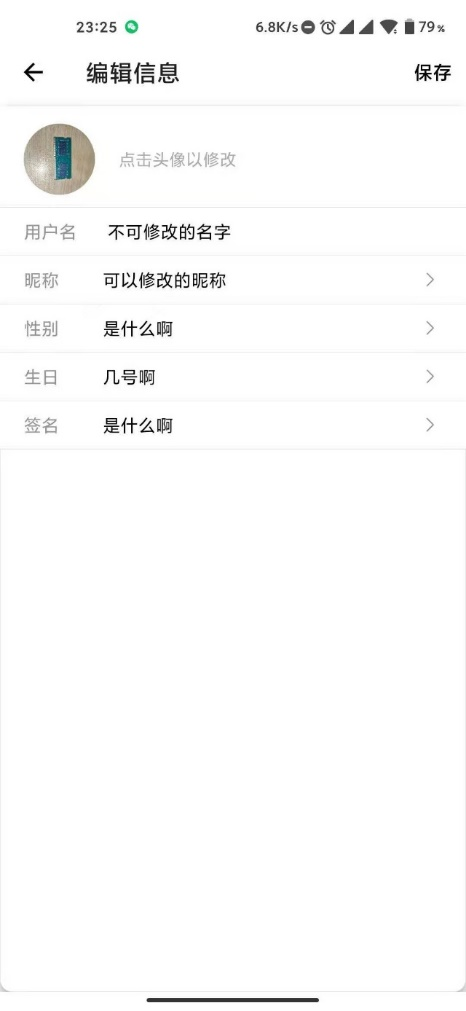 23:25 6.8K/s 79%
编辑信息 保存
点击头像以修改
用户名 不可修改的名字
昵称 可以修改的昵称
性别 是什么啊
生日 几号啊
签名 是什么啊